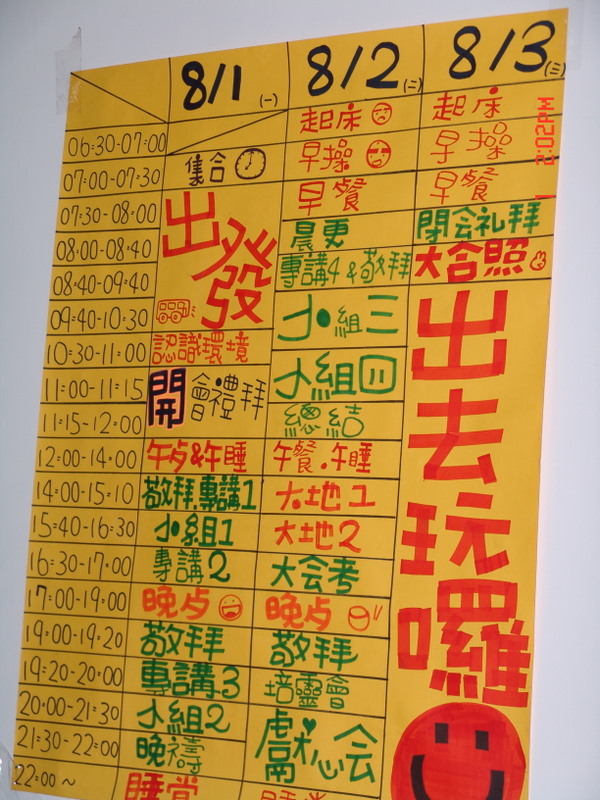 8/1 (一) 8/2 (二) 8/3 (三)
06:30-07:00 起床 起床
07:00-07:30 集合 早操 早操
07:30-08:00 出發 早餐 早餐
08:00-08:40 晨更 閉会礼拜
08:40-09:40 專講4&敬拜 大合照
09:40-10:30 小組三 出去玩囉
10:30-11:00 認識環境 小組四
11:00-11:15 開會禮拜
11:15-12:00 總結
12:00-14:00 午歺&午睡 午餐.午睡
14:00-15:10 敬拜.專講1 大地1
15:40-16:30 小組1 大地2
16:30-17:00 專講2 大会考
17:00-19:00 晚歺 晚歺
19:00-19:20 敬拜 敬拜
19:20-20:00 專講3 培靈會
20:00-21:30 小組2 獻心会
21:30-22:00 晚禱
22:00～ 睡覚